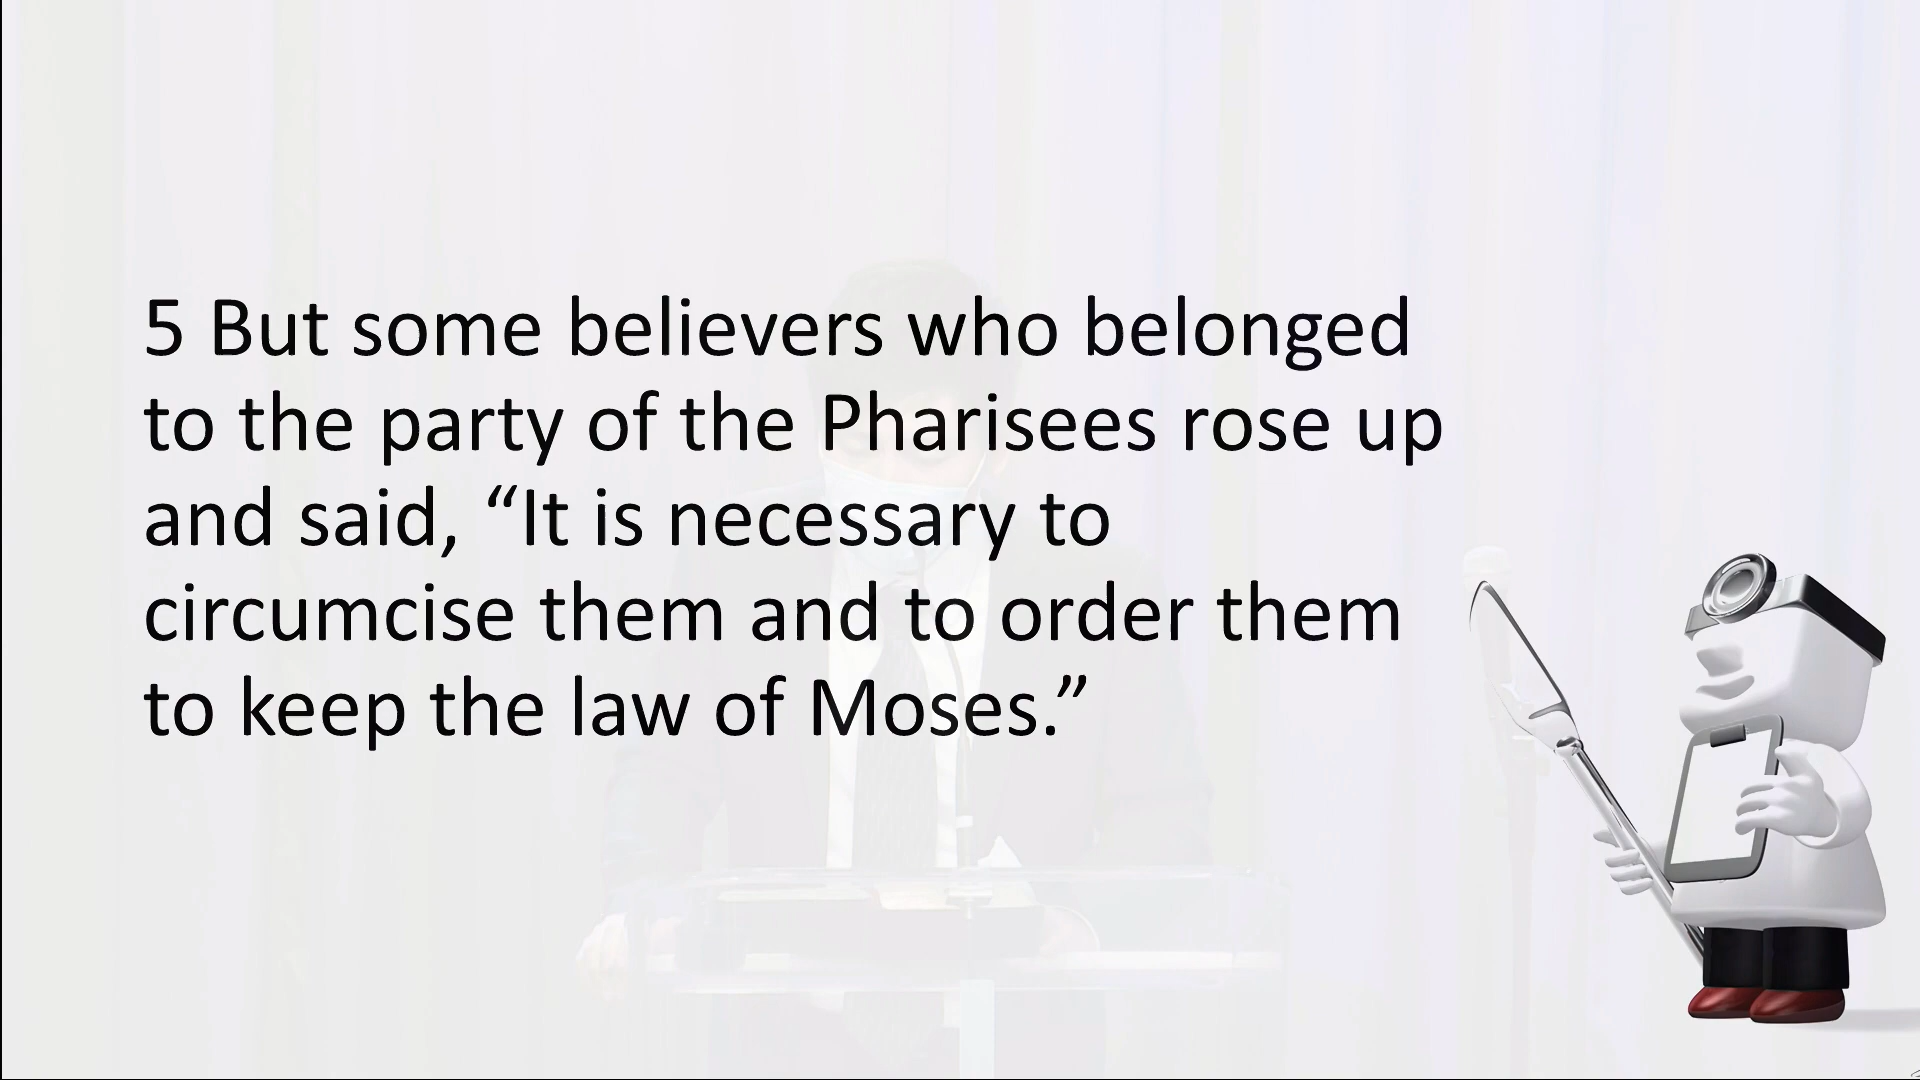 5 But some believers who belonged
to the party of the Pharisees rose up
and said, “It is necessary to
circumcise them and to order them
to keep the law of Moses.”